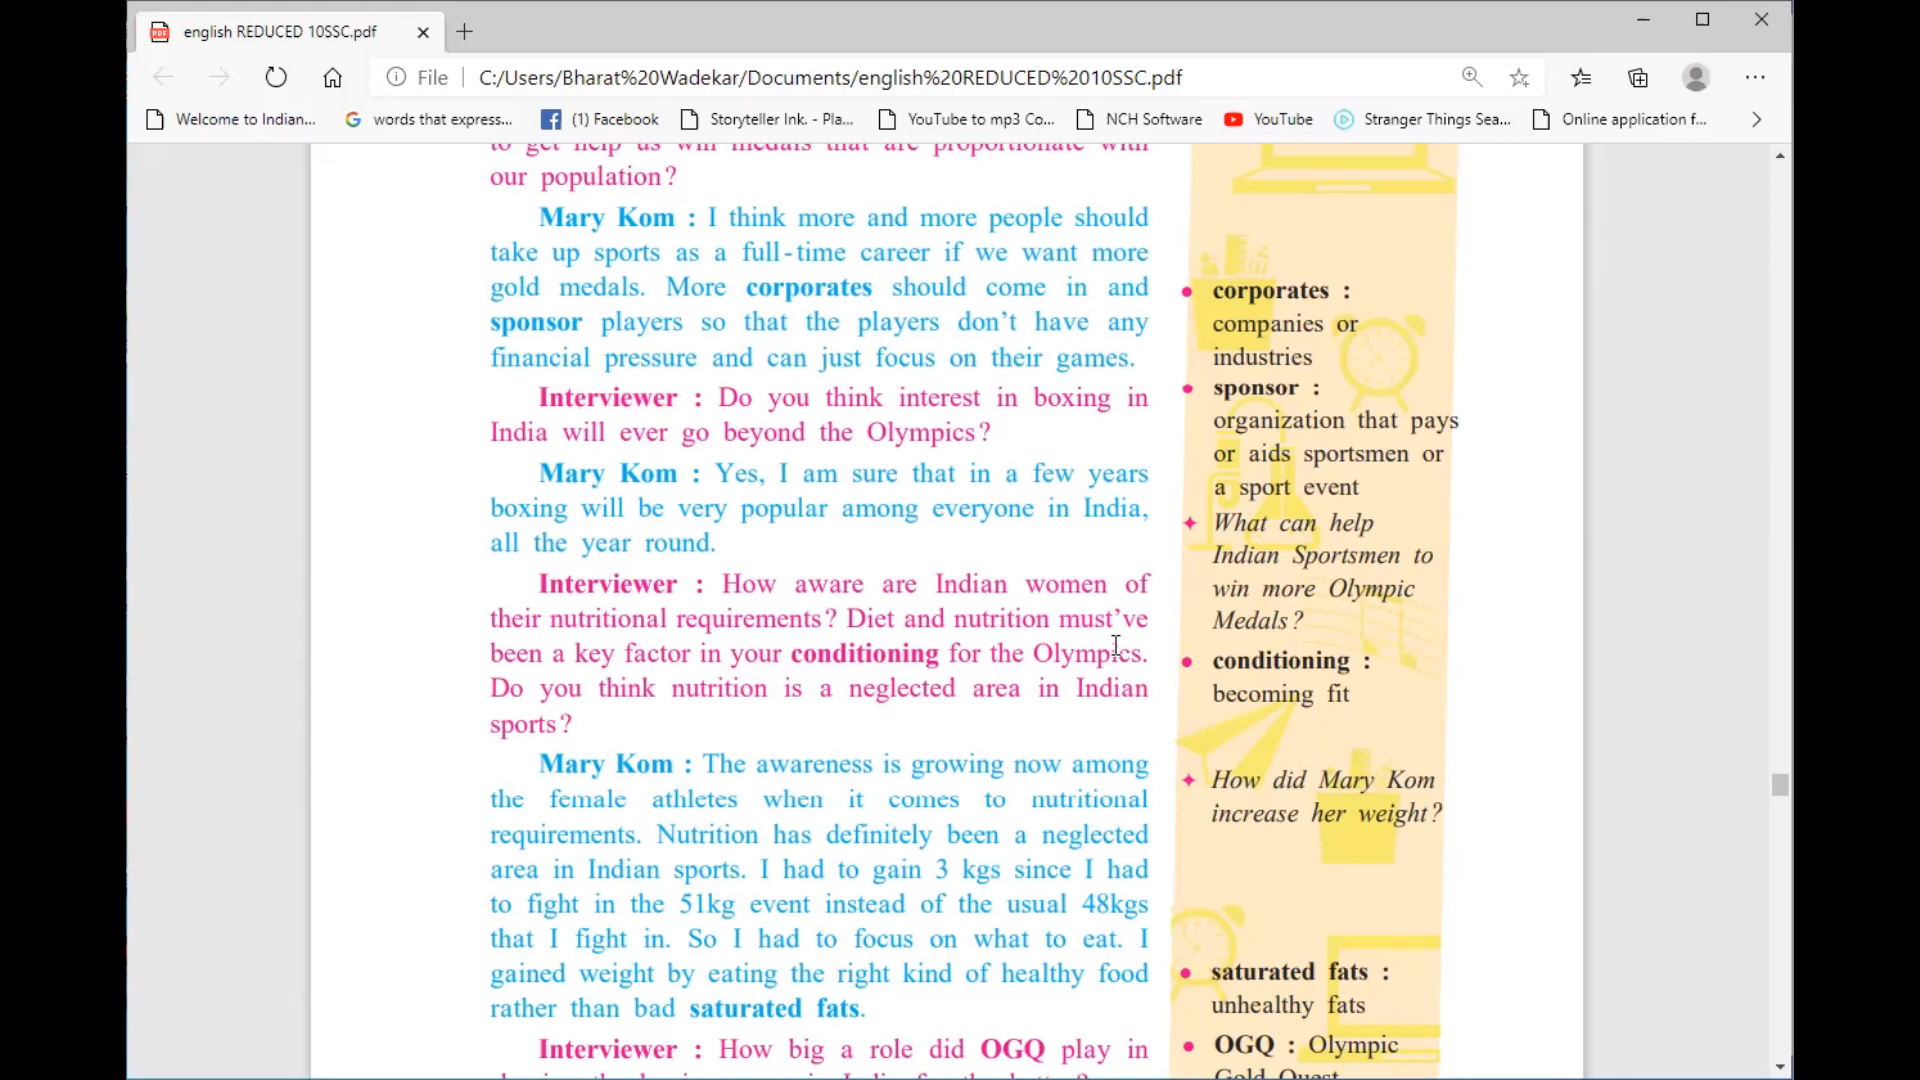 english REDUCED 10SSC.pdf
File
C:/Users/Bharat%20Wadekar/Documents/english%20REDUCED%2010SSC.pdf
Welcome to Indian...
words that express...
(1) Facebook
Storyteller Ink. - Pla...
YouTube to mp3 Co...
NCH Software
YouTube
Stranger Things Sea...
Online application f...
to get help us win medals that are proportionate with
our population?
Mary Kom : I think more and more people should
take up sports as a full-time career if we want more
gold medals. More corporates should come in and
sponsor players so that the players don't have any
financial pressure and can just focus on their games.
Interviewer : Do you think interest in boxing in
India will ever go beyond the Olympics?
Mary Kom : Yes, I am sure that in a few years
boxing will be very popular among everyone in India,
all the year round.
Interviewer : How aware are Indian women of
their nutritional requirements? Diet and nutrition must've
been a key factor in your conditioning for the Olympics.
Do you think nutrition is a neglected area in Indian
sports?
Mary Kom : The awareness is growing now among
the female athletes when it comes to nutritional
requirements. Nutrition has definitely been a neglected
area in Indian sports. I had to gain 3 kgs since I had
to fight in the 51kg event instead of the usual 48kgs
that I fight in. So I had to focus on what to eat. I
gained weight by eating the right kind of healthy food
rather than bad saturated fats.
Interviewer : How big a role did OGQ play in
corporates :
companies or
industries
sponsor :
organization that pays
or aids sportsmen or
a sport event
What can help
Indian Sportsmen to
win more Olympic
Medals?
conditioning :
becoming fit
How did Mary Kom
increase her weight?
saturated fats :
unhealthy fats
OGQ : Olympic
Gold Quest